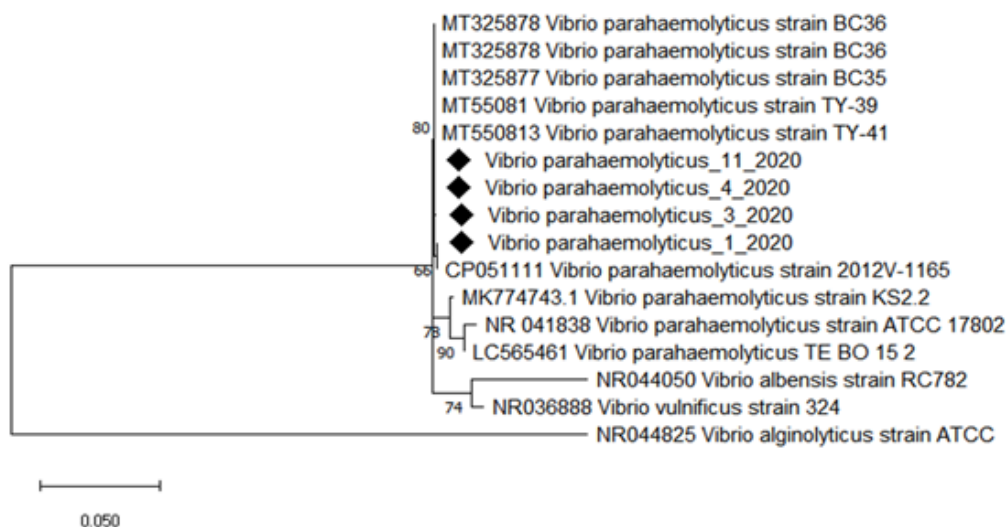 MT325878 Vibrio parahaemolyticus strain BC36
MT325878 Vibrio parahaemolyticus strain BC36
MT325877 Vibrio parahaemolyticus strain BC35
MT55081 Vibrio parahaemolyticus strain TY-39
80
MT550813 Vibrio parahaemolyticus strain TY-41
Vibrio parahaemolyticus_11_2020
Vibrio parahaemolyticus_4_2020
Vibrio parahaemolyticus_3_2020
Vibrio parahaemolyticus_1_2020
66
CP051111 Vibrio parahaemolyticus strain 2012V-1165
MK774743.1 Vibrio parahaemolyticus strain KS2.2
78
NR 041838 Vibrio parahaemolyticus strain ATCC 17802
90
LC565461 Vibrio parahaemolyticus TE BO 15 2
NR044050 Vibrio albensis strain RC782
74
NR036888 Vibrio vulnificus strain 324
NR044825 Vibrio alginolyticus strain ATCC
0.050